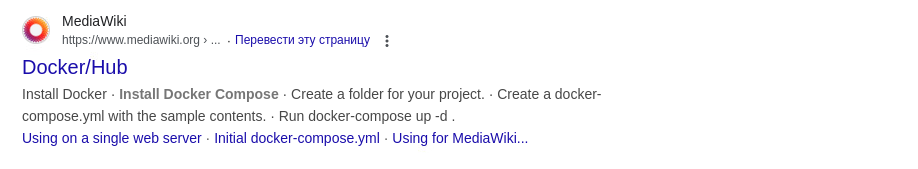 MediaWiki
https://www.mediawiki.org › ... · Перевести эту страницу
Docker/Hub
Install Docker · Install Docker Compose · Create a folder for your project. · Create a docker-
compose.yml with the sample contents. · Run docker-compose up -d .
Using on a single web server · Initial docker-compose.yml · Using for MediaWiki...